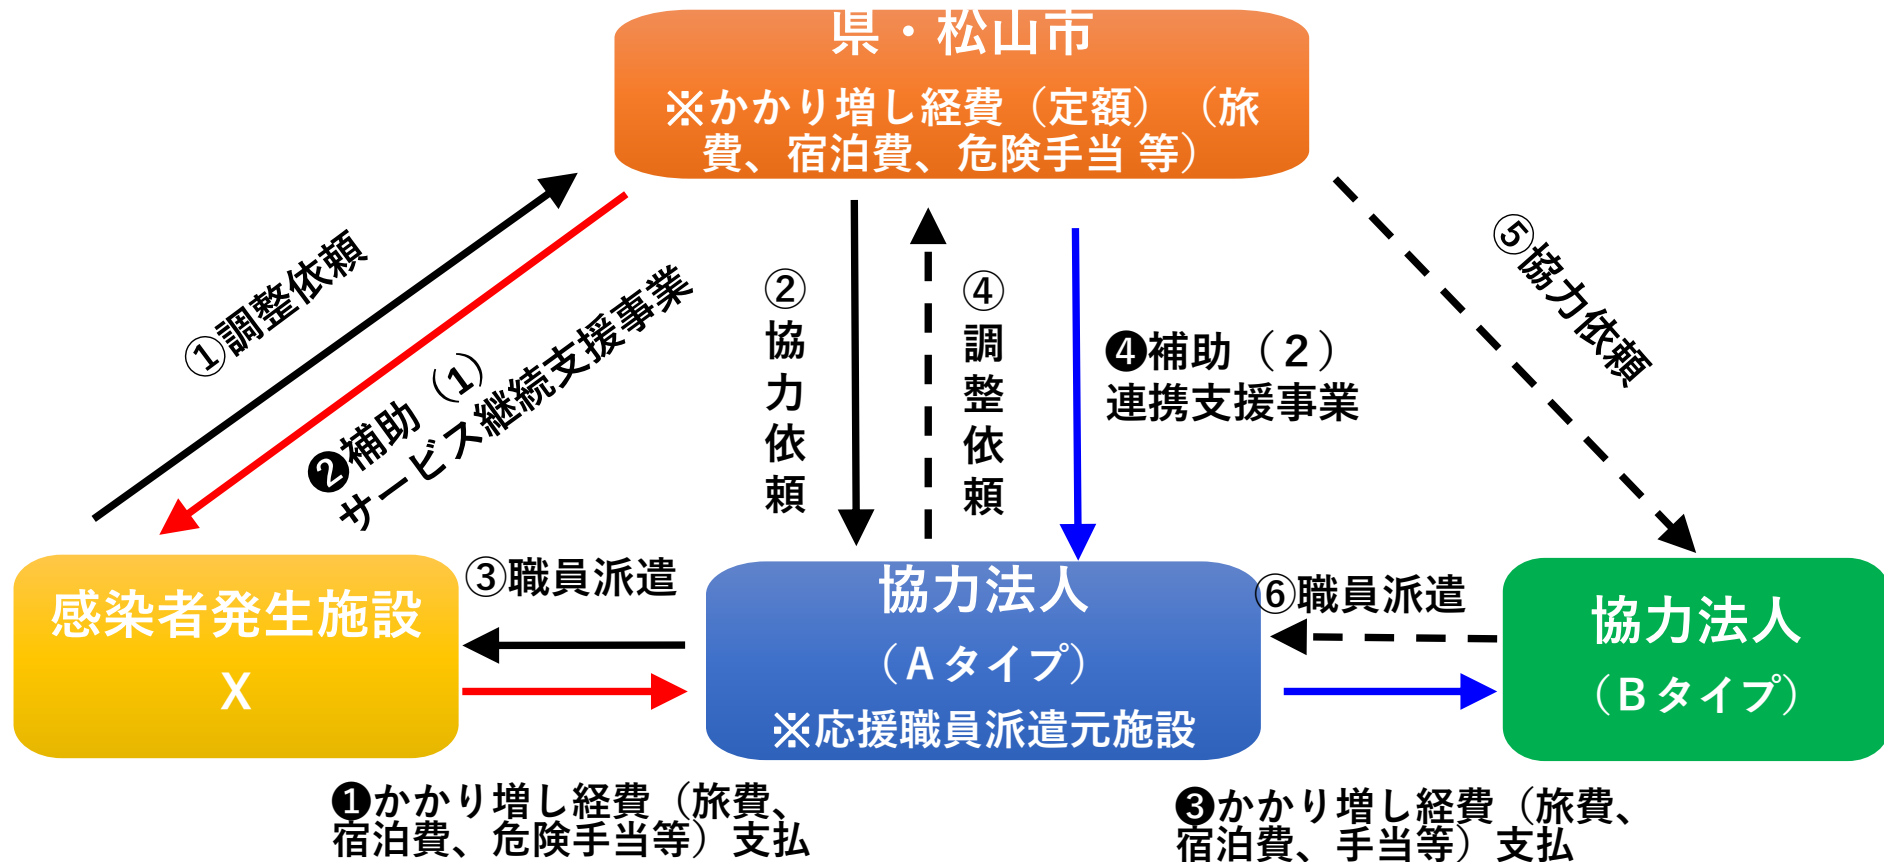 県・松山市
※かかり増し経費（定額）（旅
費、宿泊費、危険手当 等）
①調整依頼
❷補助（1）
サービス継続支援事業
②協力依頼
④調整依頼
❹補助（２）
連携支援事業
⑤協力依頼
感染者発生施設
X
③職員派遣
協力法人
（Ａタイプ）
※応援職員派遣元施設
⑥職員派遣
協力法人
（Ｂタイプ）
❶かかり増し経費（旅費、
宿泊費、危険手当等）支払
❸かかり増し経費（旅費、
宿泊費、手当等）支払